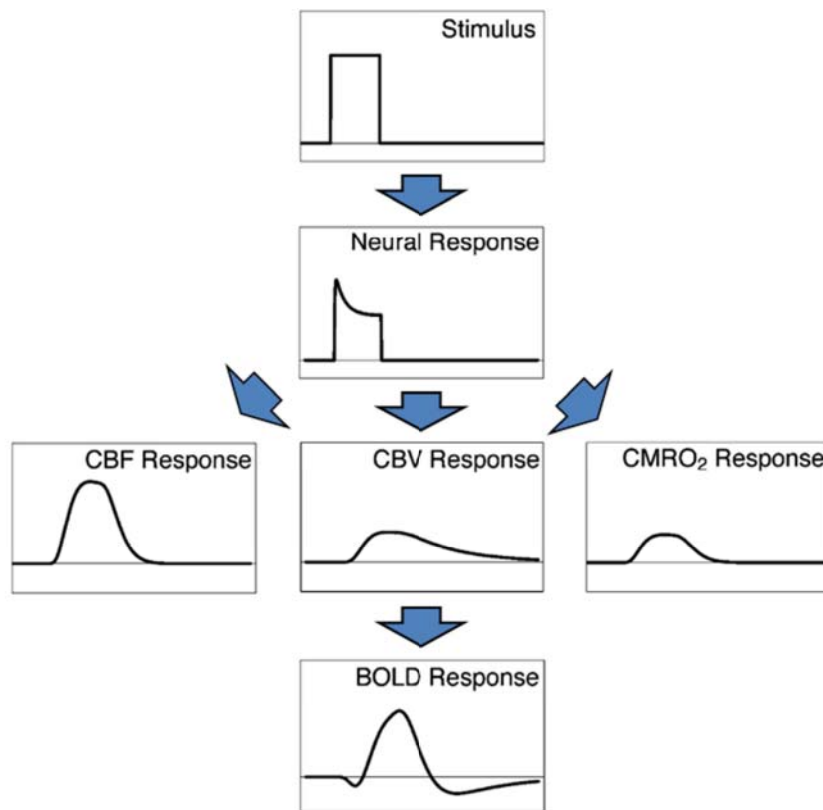 Stimulus
Neural Response
CBF Response
CBV Response
CMRO₂ Response
BOLD Response